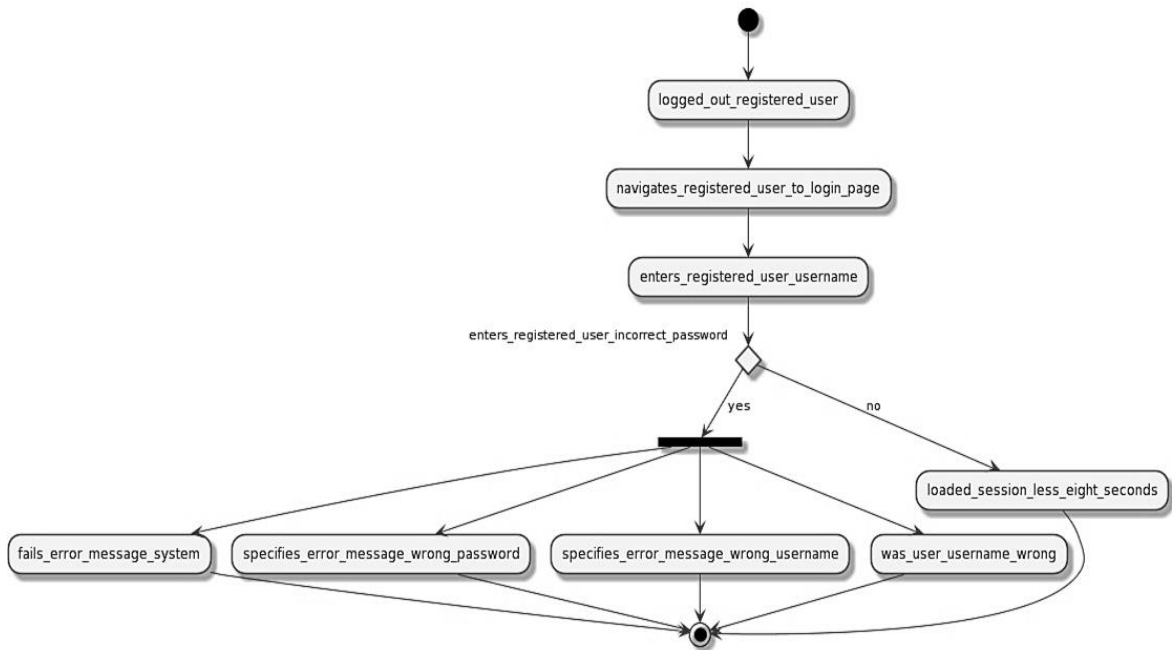 logged_out_registered_user
navigates_registered_user_to_login_page
enters_registered_user_username
enters_registered_user_incorrect_password
yes
no
loaded_session_less_eight_seconds
fails_error_message_system
specifies_error_message_wrong_password
specifies_error_message_wrong_username
was_user_username_wrong